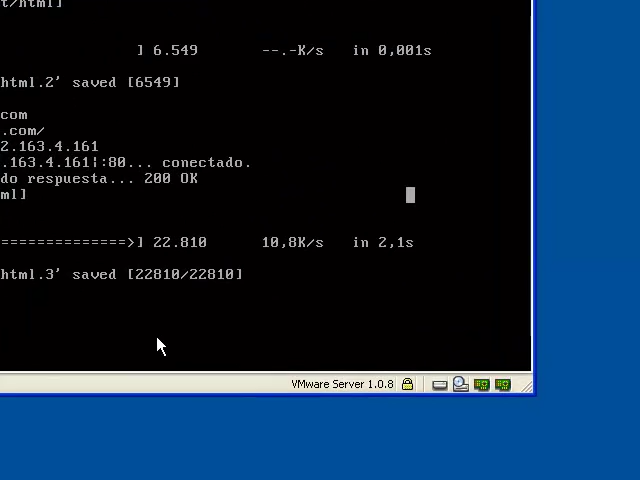 t/html]
] 6.549 --.-K/s in 0,001s
html.2' saved [6549]
com
.com/
2.163.4.161
.163.4.161|:80... conectado.
do respuesta... 200 OK
ml]
==============>] 22.810 10,8K/s in 2,1s
html.3' saved [22810/22810]
VMware Server 1.0.8